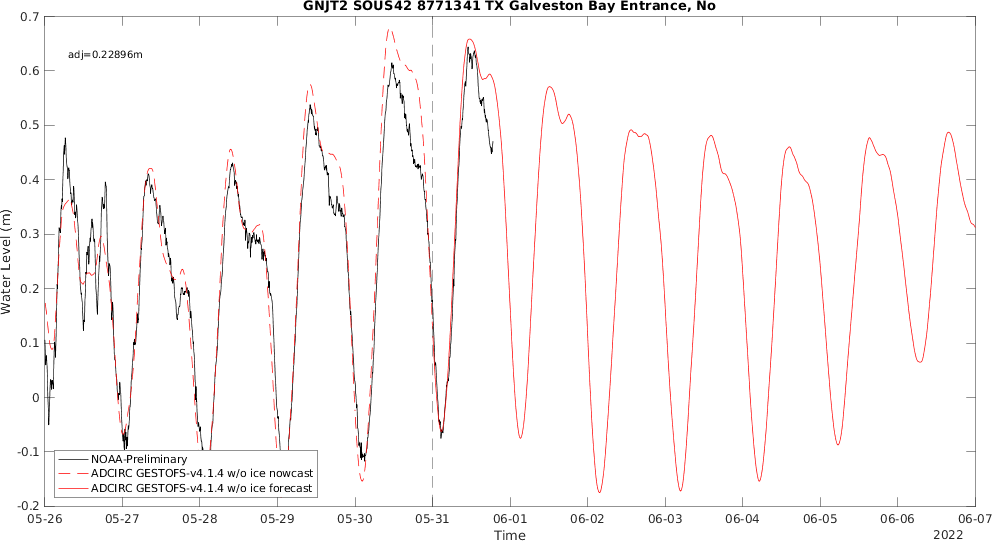 GNJT2 SOUS42 8771341 TX Galveston Bay Entrance, No
adj=0.22896m
Water Level (m)
0.7
0.6
0.5
0.4
0.3
0.2
0.1
0
-0.1
-0.2
NOAA-Preliminary
ADCIRC GESTOFS-v4.1.4 w/o ice nowcast
ADCIRC GESTOFS-v4.1.4 w/o ice forecast
05-26 05-27 05-28 05-29 05-30 05-31 06-01 06-02 06-03 06-04 06-05 06-06 06-07
Time
2022